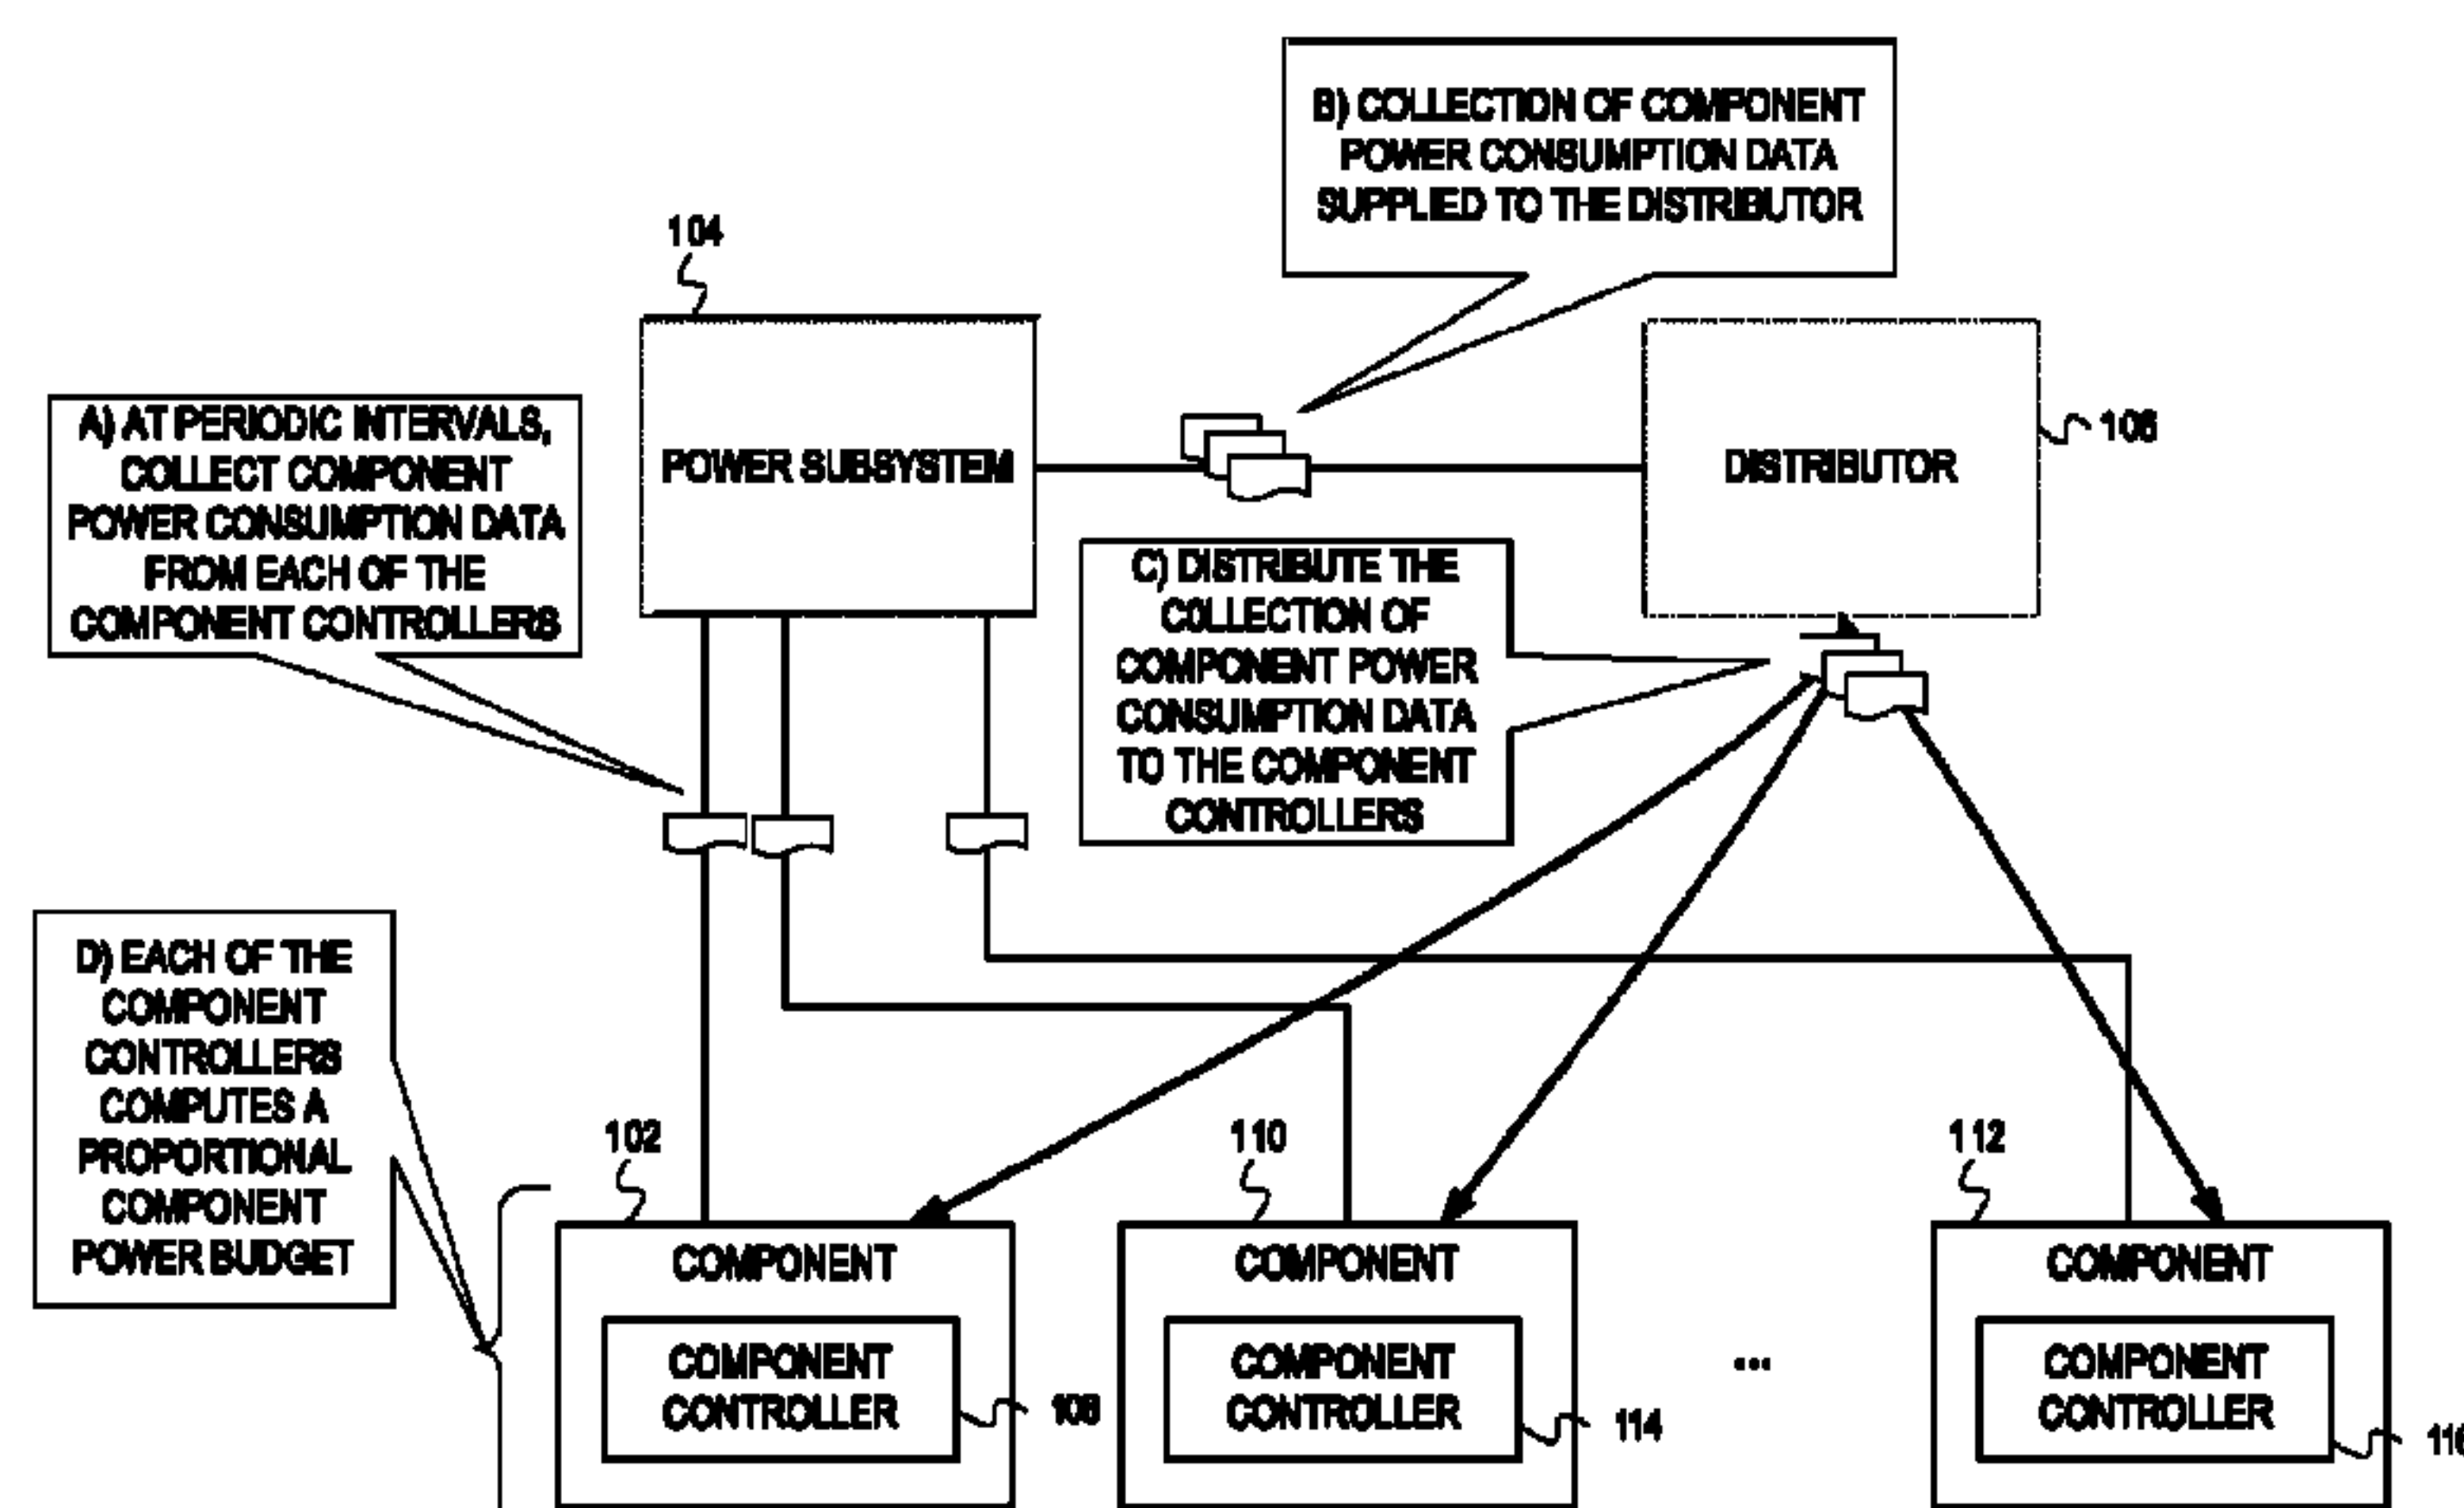 B) COLLECTION OF COMPONENT
POWER CONSUMPTION DATA
SUPPLIED TO THE DISTRIBUTOR
104
A) AT PERIODIC INTERVALS,
COLLECT COMPONENT
POWER CONSUMPTION DATA
FROM EACH OF THE
COMPONENT CONTROLLERS
POWER SUBSYSTEM
DISTRIBUTOR
C) DISTRIBUTE THE
COLLECTION OF
COMPONENT POWER
CONSUMPTION DATA
TO THE COMPONENT
CONTROLLERS
D) EACH OF THE
COMPONENT
CONTROLLERS
COMPUTES A
PROPORTIONAL
COMPONENT
POWER BUDGET
102
110
112
COMPONENT
COMPONENT
COMPONENT
COMPONENT
CONTROLLER
COMPONENT
CONTROLLER
114
...
COMPONENT
CONTROLLER